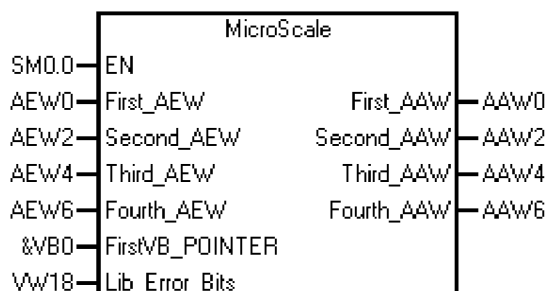 MicroScale
SM0.0 EN
AEW0 First_AEW First_AAW AAW0
AEW2 Second_AEW Second_AAW AAW2
AEW4 Third_AEW Third_AAW AAW4
AEW6 Fourth_AEW Fourth_AAW AAW6
&VB0 FirstVB_POINTER
VW18 Lib_Error_Bits